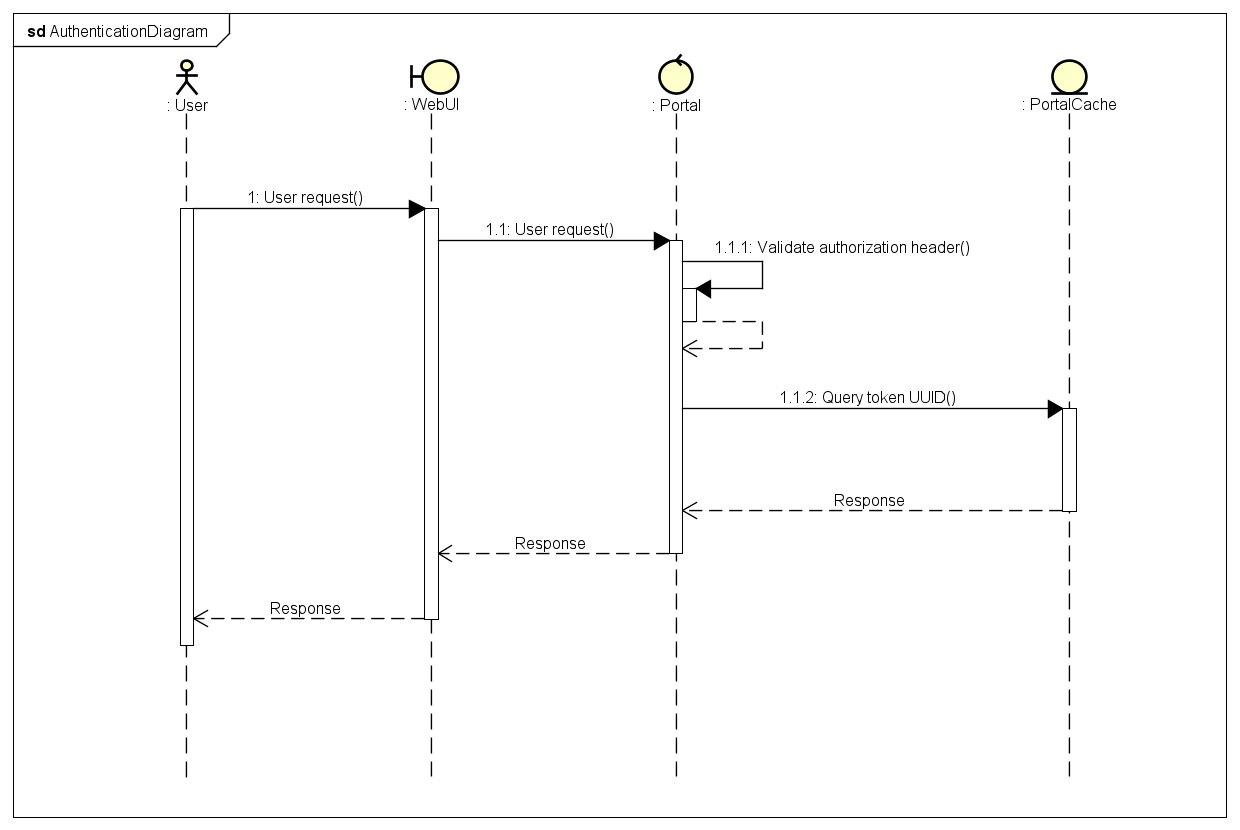 sd AuthenticationDiagram
: User
: WebUI
: Portal
: PortalCache
1: User request()
1.1: User request()
1.1.1: Validate authorization header()
1.1.2: Query token UUID()
Response
Response
Response